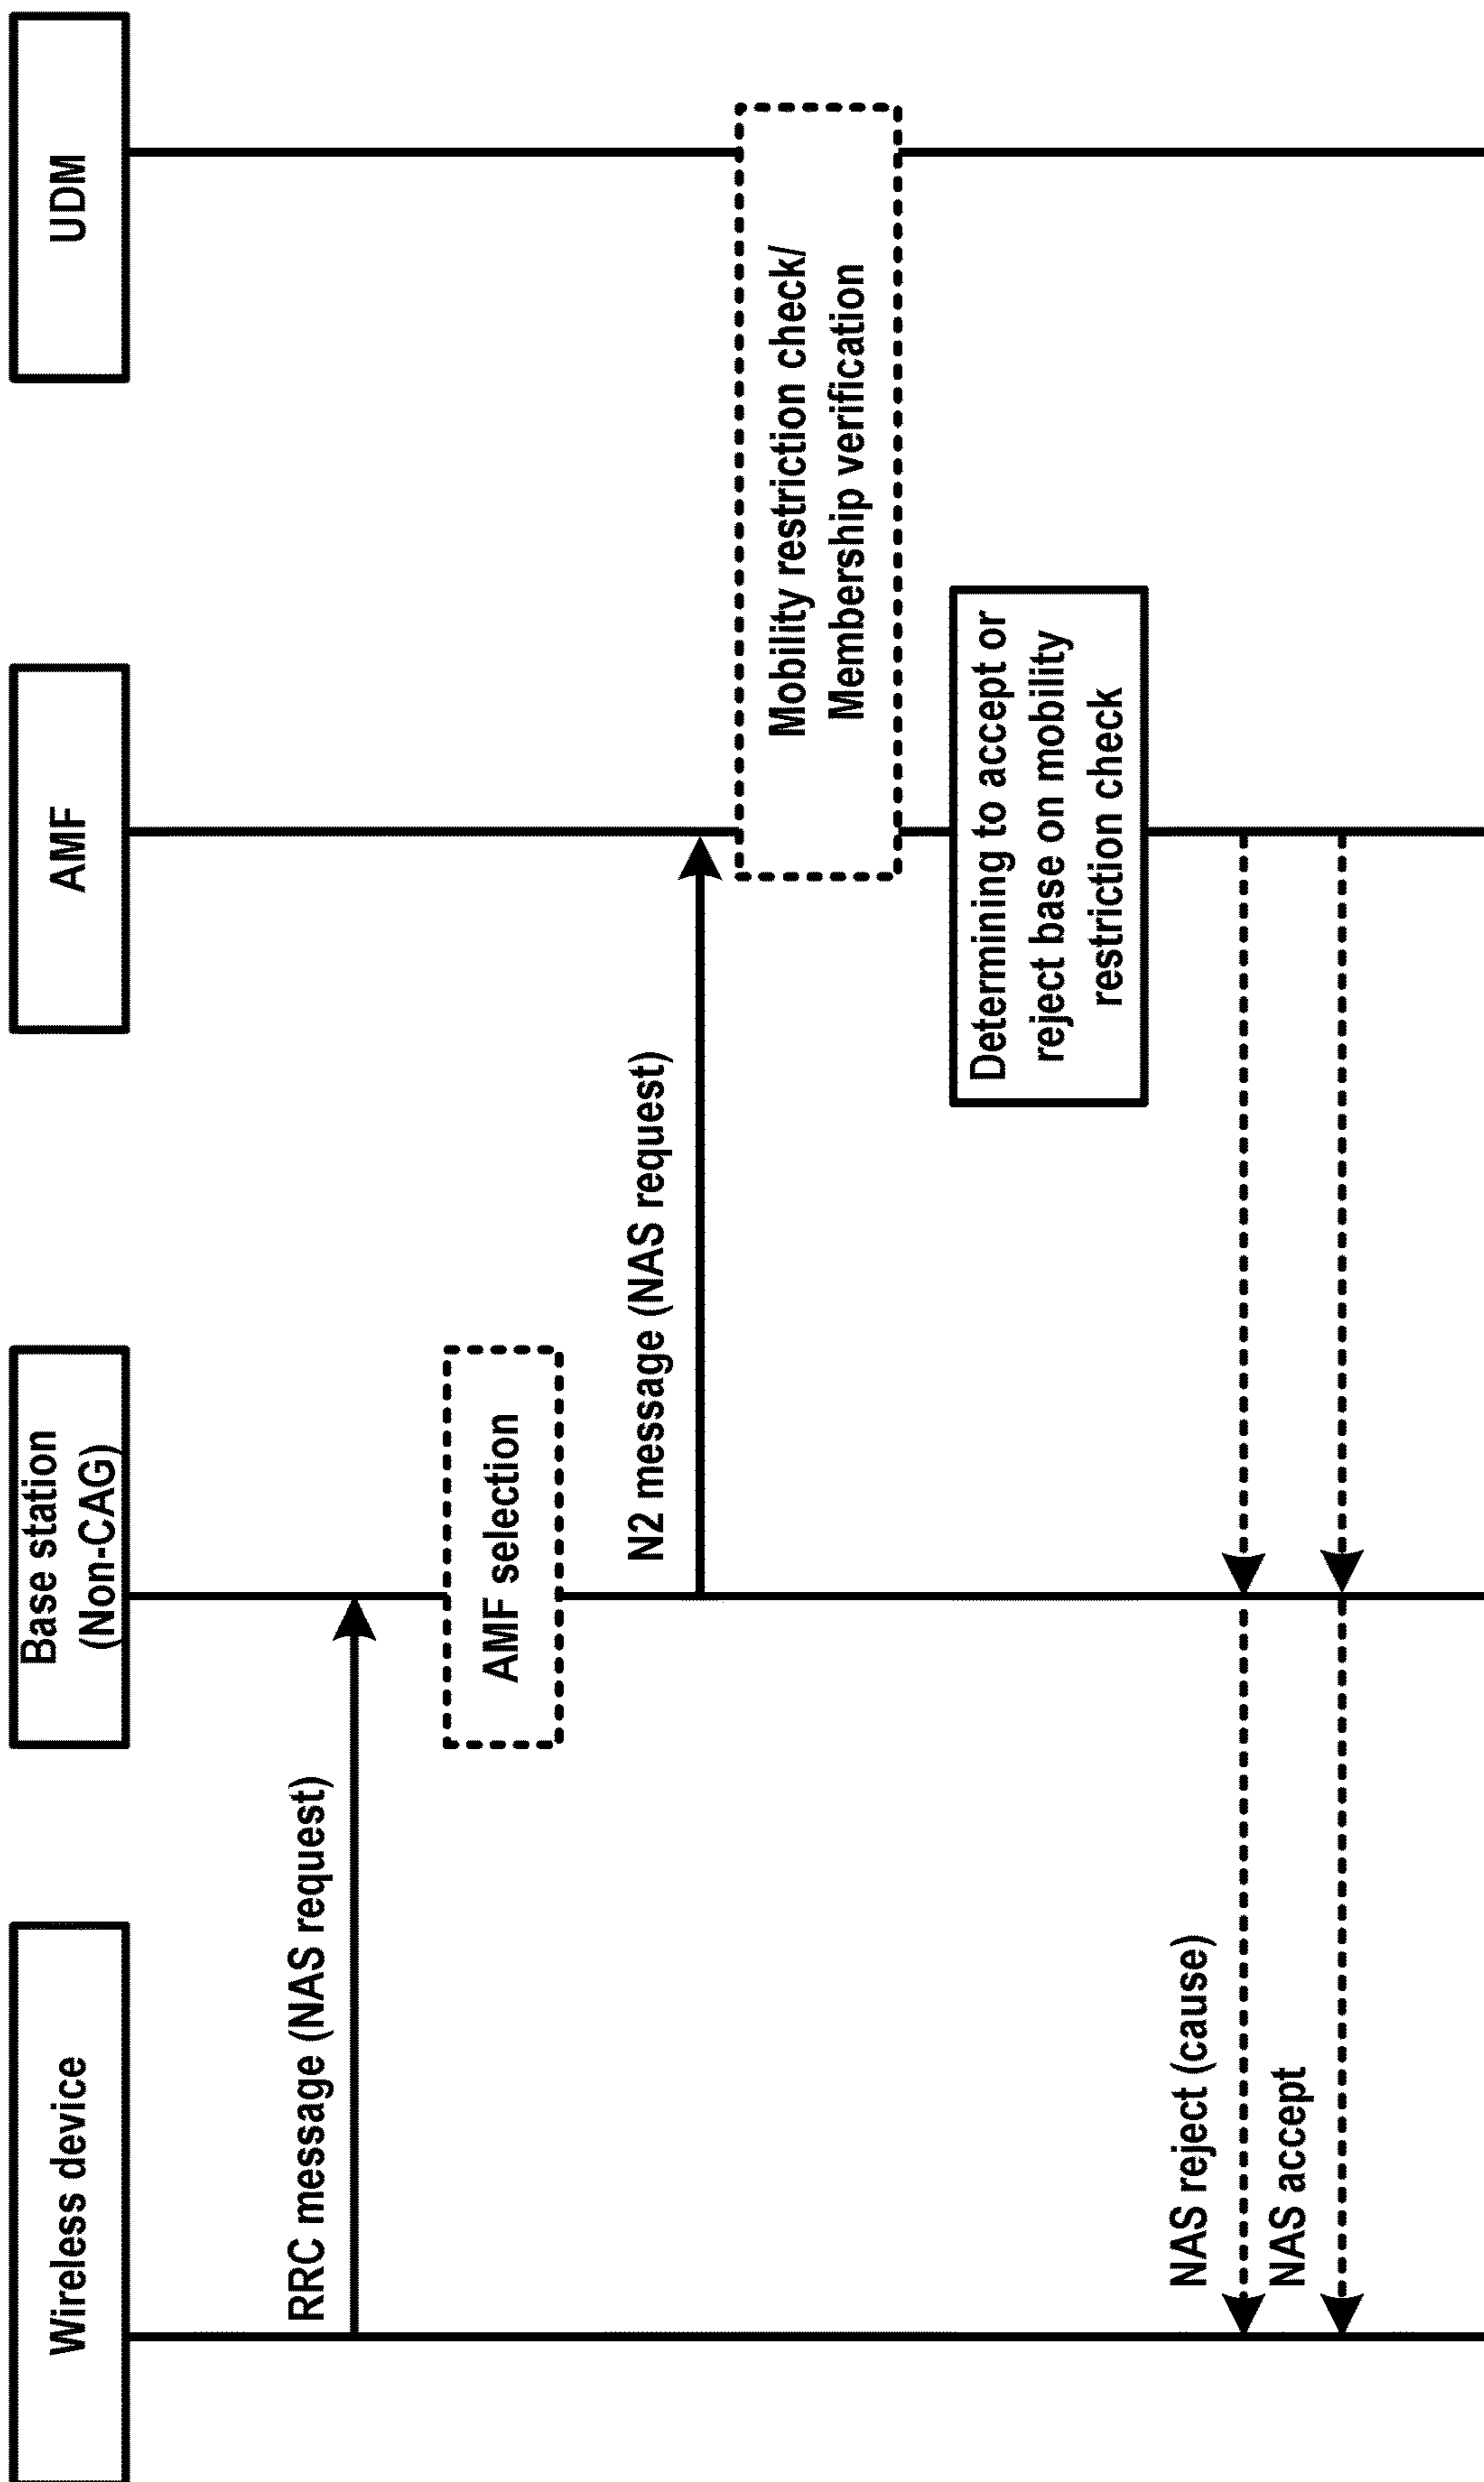 Wireless device
Base station
(Non-CAG)
AMF
UDM
RRC message (NAS request)
AMF selection
N2 message (NAS request)
Mobility restriction check/
Membership verification
Determining to accept or
reject base on mobility
restriction check
NAS reject (cause)
NAS accept